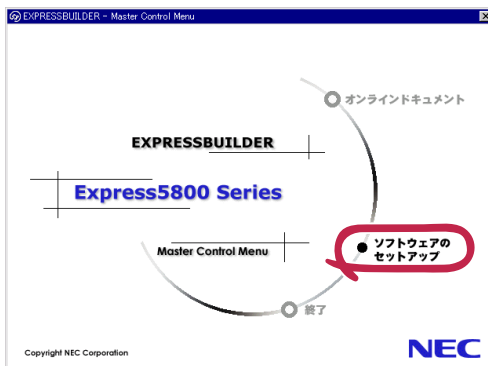 EXPRESSBUILDER - Master Control Menu
オンラインドキュメント
EXPRESSBUILDER
Express5800 Series
ソフトウェアの
セットアップ
Master Control Menu
終了
Copyright NEC Corporation
NEC